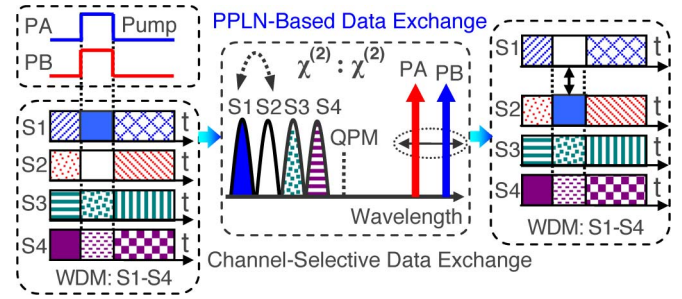 PA
Pump
PB
S1
t
S2
t
S3
t
S4
t
WDM: S1-S4
PPLN-Based Data Exchange
χ(2) : χ(2)
PA PB
S1 S2 S3 S4
QPM
Wavelength
Channel-Selective Data Exchange
S1
t
S2
t
S3
t
S4
t
WDM: S1-S4